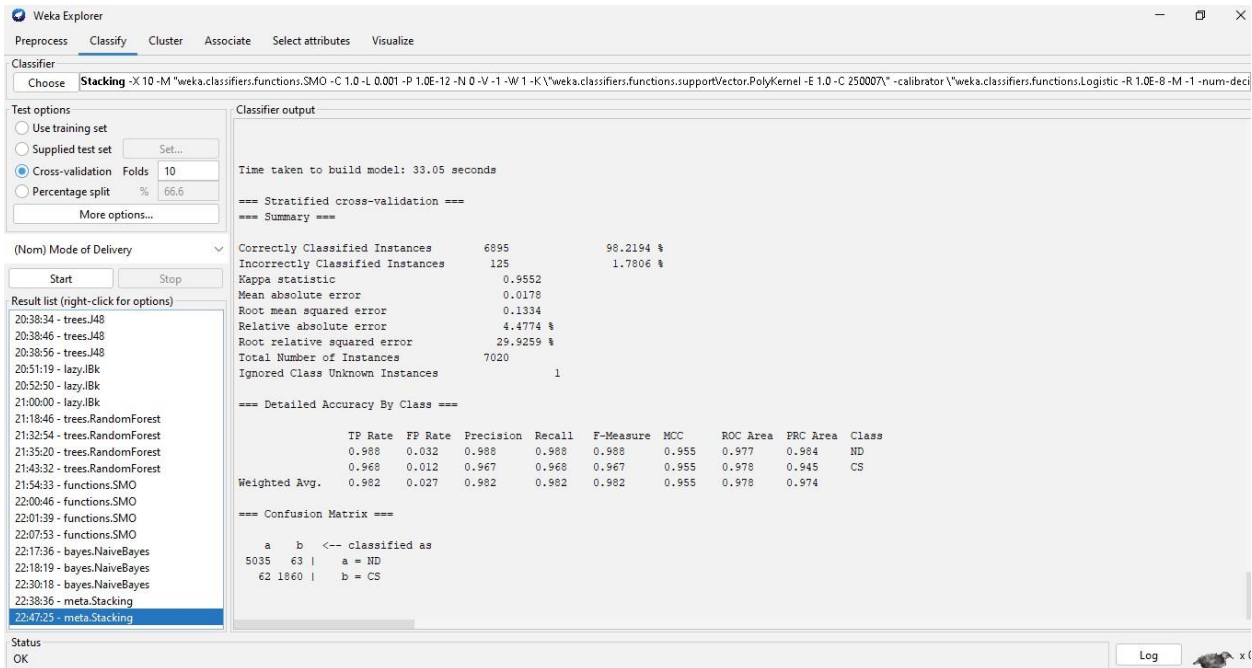 Weka Explorer
Preprocess Classify Cluster Associate Select attributes Visualize
Classifier
Choose Stacking -X 10 -M "weka.classifiers.functions.SMO -C 1.0 -L 0.001 -P 1.0E-12 -N 0 -V -1 -W 1 -K \"weka.classifiers.functions.supportVector.PolyKernel -E 1.0 -C 250007\" -calibrator \"weka.classifiers.functions.Logistic -R 1.0E-8 -M -1 -num-deci
Test options
Use training set
Supplied test set Set...
Cross-validation Folds 10
Percentage split % 66.6
More options...
(Nom) Mode of Delivery
Start Stop
Result list (right-click for options)
20:38:34 - trees.J48
20:38:46 - trees.J48
20:38:56 - trees.J48
20:51:19 - lazy.IBk
20:52:50 - lazy.IBk
21:00:00 - lazy.IBk
21:18:46 - trees.RandomForest
21:32:54 - trees.RandomForest
21:35:20 - trees.RandomForest
21:43:32 - trees.RandomForest
21:54:33 - functions.SMO
22:00:46 - functions.SMO
22:01:39 - functions.SMO
22:07:53 - functions.SMO
22:17:36 - bayes.NaiveBayes
22:18:19 - bayes.NaiveBayes
22:30:18 - bayes.NaiveBayes
22:38:36 - meta.Stacking
22:47:25 - meta.Stacking
Classifier output
Time taken to build model: 33.05 seconds
=== Stratified cross-validation ===
=== Summary ===
Correctly Classified Instances 6895 98.2194 %
Incorrectly Classified Instances 125 1.7806 %
Kappa statistic 0.9552
Mean absolute error 0.0178
Root mean squared error 0.1334
Relative absolute error 4.4774 %
Root relative squared error 29.9259 %
Total Number of Instances 7020
Ignored Class Unknown Instances 1
=== Detailed Accuracy By Class ===
TP Rate FP Rate Precision Recall F-Measure MCC ROC Area PRC Area Class
0.988 0.032 0.988 0.988 0.988 0.955 0.977 0.984 ND
0.968 0.012 0.967 0.968 0.967 0.955 0.978 0.945 CS
Weighted Avg. 0.982 0.027 0.982 0.982 0.982 0.955 0.978 0.974
=== Confusion Matrix ===
a b <-- classified as
5035 63 | a = ND
62 1860 | b = CS
Status
OK
Log
x 0